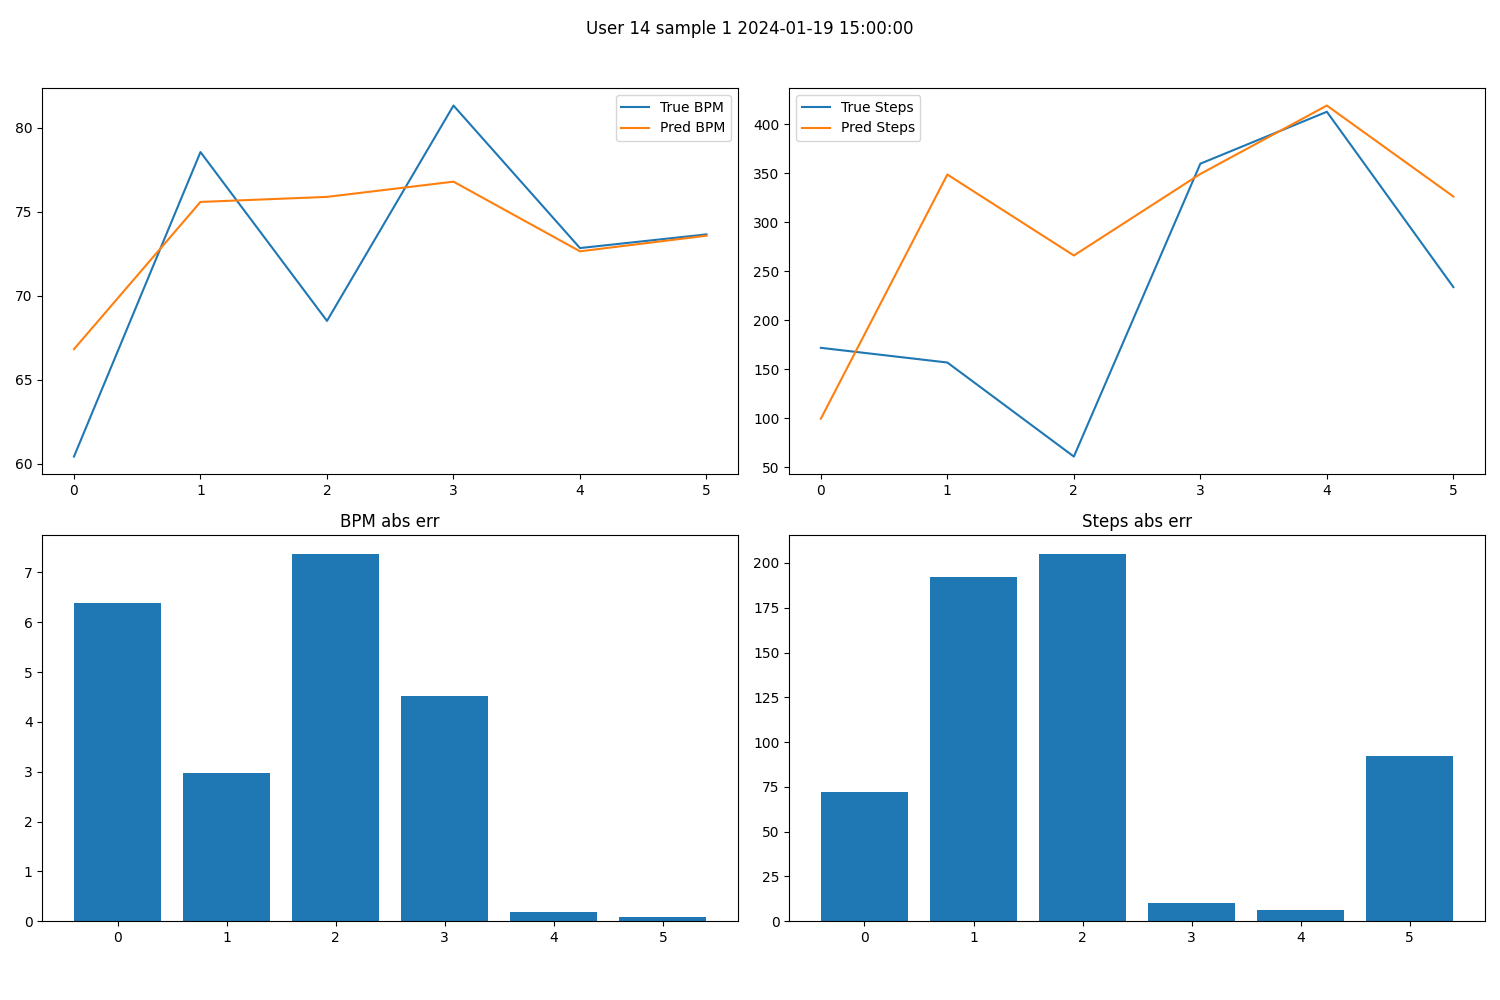 User 14 sample 1 2024-01-19 15:00:00
True BPM
Pred BPM
80
75
70
65
60
0 1 2 3 4 5
True Steps
Pred Steps
400
350
300
250
200
150
100
50
0 1 2 3 4 5
BPM abs err
7
6
5
4
3
2
1
0
0 1 2 3 4 5
Steps abs err
200
175
150
125
100
75
50
25
0
0 1 2 3 4 5